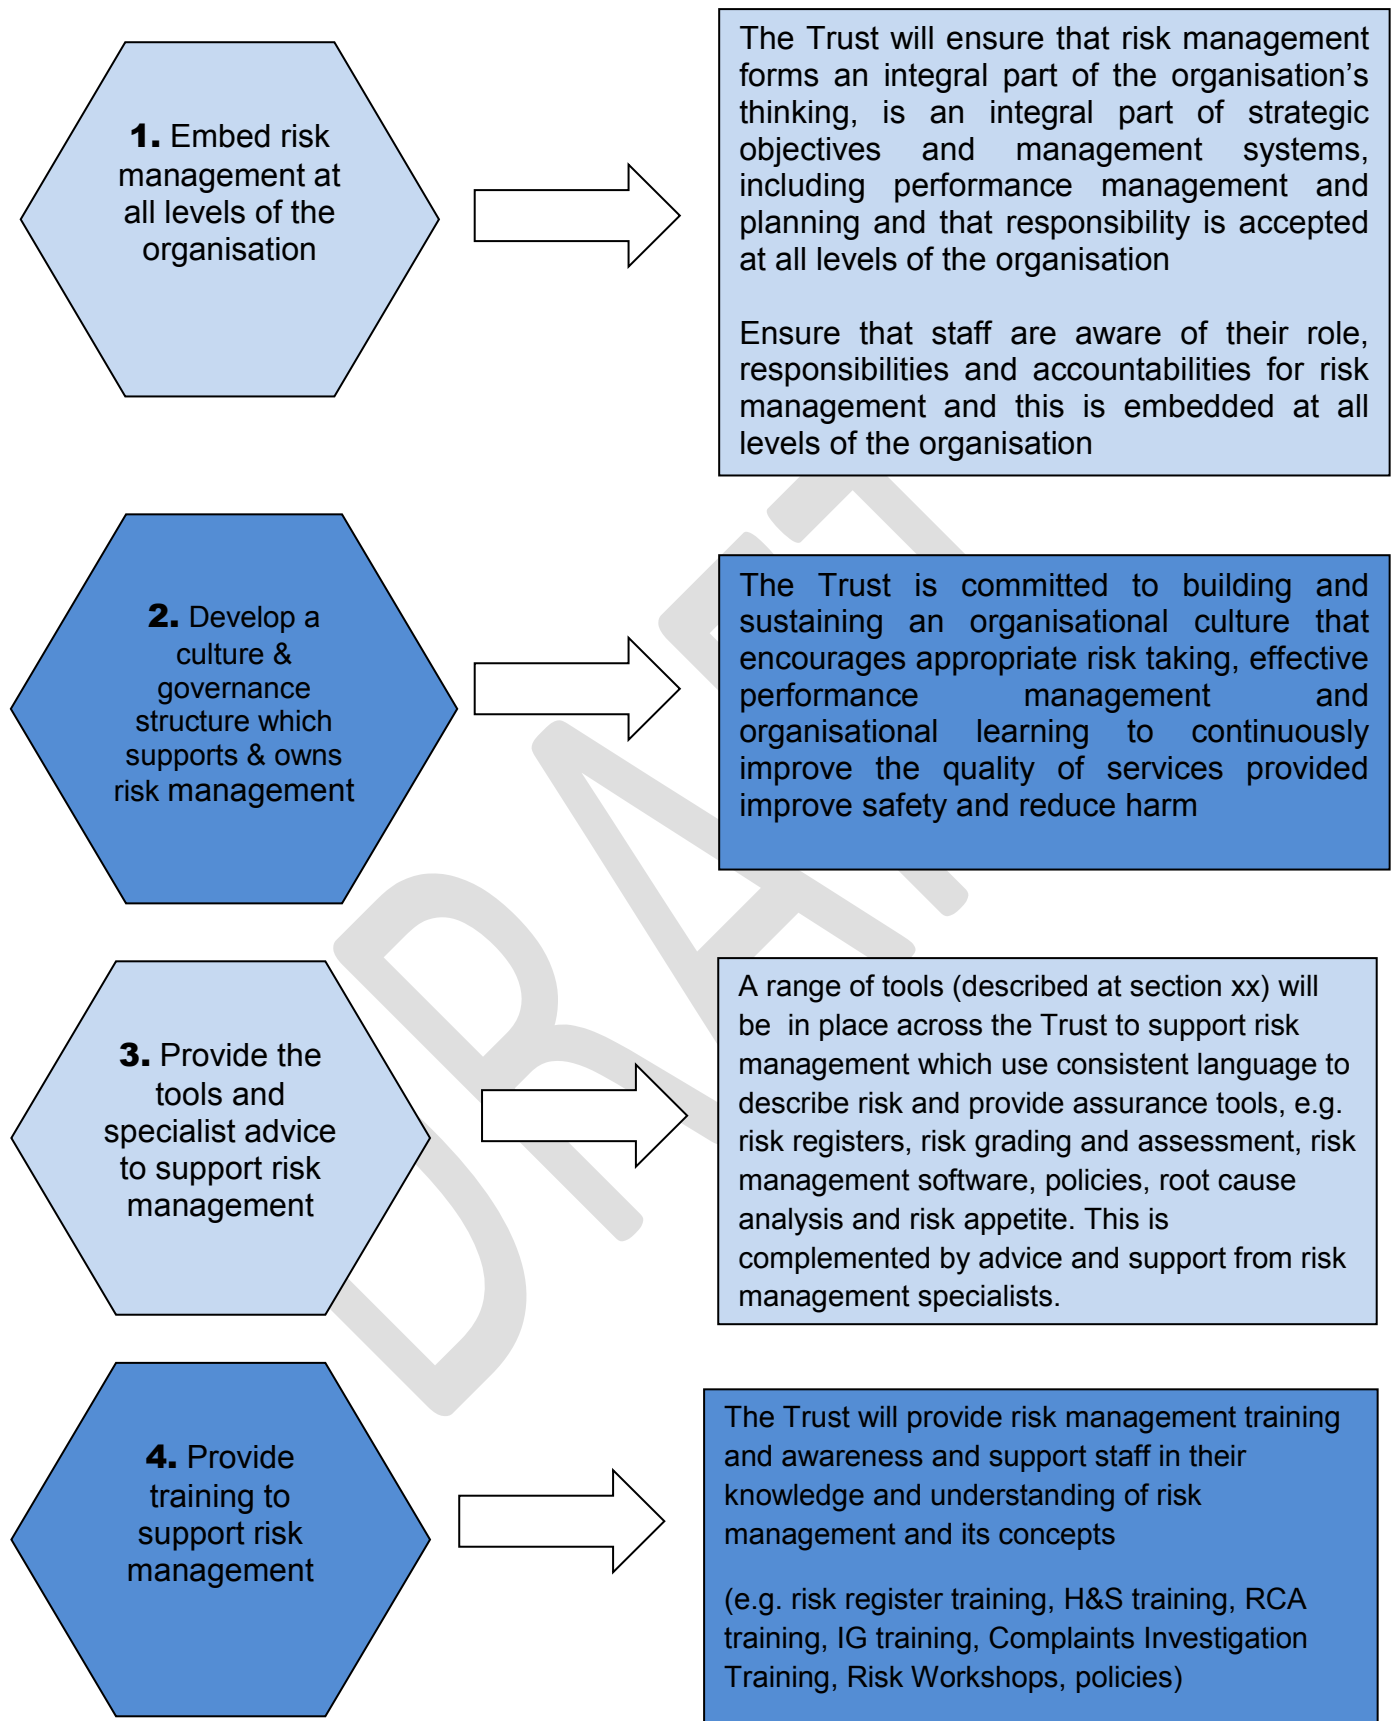 1. Embed risk
management at
all levels of the
organisation
The Trust will ensure that risk management
forms an integral part of the organisation’s
thinking, is an integral part of strategic
objectives and management systems,
including performance management and
planning and that responsibility is accepted
at all levels of the organisation
Ensure that staff are aware of their role,
responsibilities and accountabilities for risk
management and this is embedded at all
levels of the organisation
2. Develop a
culture &
governance
structure which
supports & owns
risk management
The Trust is committed to building and
sustaining an organisational culture that
encourages appropriate risk taking, effective
performance management and
organisational learning to continuously
improve the quality of services provided
improve safety and reduce harm
3. Provide the
tools and
specialist advice
to support risk
management
A range of tools (described at section xx) will
be  in place across the Trust to support risk
management which use consistent language to
describe risk and provide assurance tools, e.g.
risk registers, risk grading and assessment, risk
management software, policies, root cause
analysis and risk appetite. This is
complemented by advice and support from risk
management specialists.
4. Provide
training to
support risk
management
The Trust will provide risk management training
and awareness and support staff in their
knowledge and understanding of risk
management and its concepts
(e.g. risk register training, H&S training, RCA
training, IG training, Complaints Investigation
Training, Risk Workshops, policies)
DRAFT